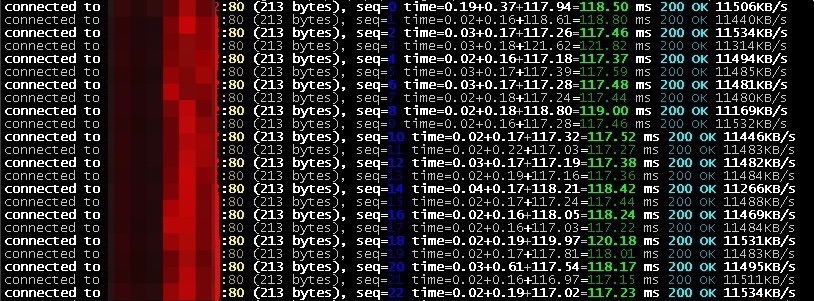 connected to :80 (213 bytes), seq=0 time=0.19+0.37+117.94=118.50 ms 200 OK 11506KB/s
connected to :80 (213 bytes), seq=1 time=0.02+0.16+118.61=118.80 ms 200 OK 11440KB/s
connected to :80 (213 bytes), seq=2 time=0.03+0.17+117.26=117.46 ms 200 OK 11534KB/s
connected to :80 (213 bytes), seq=3 time=0.03+0.18+121.62=121.82 ms 200 OK 11314KB/s
connected to :80 (213 bytes), seq=4 time=0.02+0.16+117.18=117.37 ms 200 OK 11494KB/s
connected to :80 (213 bytes), seq=5 time=0.03+0.17+117.39=117.59 ms 200 OK 11485KB/s
connected to :80 (213 bytes), seq=6 time=0.03+0.17+117.28=117.48 ms 200 OK 11481KB/s
connected to :80 (213 bytes), seq=7 time=0.02+0.18+117.24=117.44 ms 200 OK 11480KB/s
connected to :80 (213 bytes), seq=8 time=0.02+0.18+118.80=119.00 ms 200 OK 11169KB/s
connected to :80 (213 bytes), seq=9 time=0.02+0.16+117.28=117.46 ms 200 OK 11532KB/s
connected to :80 (213 bytes), seq=10 time=0.02+0.17+117.32=117.52 ms 200 OK 11446KB/s
connected to :80 (213 bytes), seq=11 time=0.02+0.22+117.03=117.27 ms 200 OK 11483KB/s
connected to :80 (213 bytes), seq=12 time=0.03+0.17+117.19=117.38 ms 200 OK 11482KB/s
connected to :80 (213 bytes), seq=13 time=0.02+0.19+117.16=117.36 ms 200 OK 11484KB/s
connected to :80 (213 bytes), seq=14 time=0.04+0.17+118.21=118.42 ms 200 OK 11266KB/s
connected to :80 (213 bytes), seq=15 time=0.02+0.17+117.24=117.44 ms 200 OK 11488KB/s
connected to :80 (213 bytes), seq=16 time=0.02+0.16+118.05=118.24 ms 200 OK 11469KB/s
connected to :80 (213 bytes), seq=17 time=0.02+0.16+117.03=117.22 ms 200 OK 11484KB/s
connected to :80 (213 bytes), seq=18 time=0.02+0.19+119.97=120.18 ms 200 OK 11531KB/s
connected to :80 (213 bytes), seq=19 time=0.02+0.17+117.81=118.01 ms 200 OK 11483KB/s
connected to :80 (213 bytes), seq=20 time=0.03+0.61+117.54=118.17 ms 200 OK 11495KB/s
connected to :80 (213 bytes), seq=21 time=0.02+0.16+116.97=117.15 ms 200 OK 11511KB/s
connected to :80 (213 bytes), seq=22 time=0.02+0.19+117.02=117.23 ms 200 OK 11534KB/s